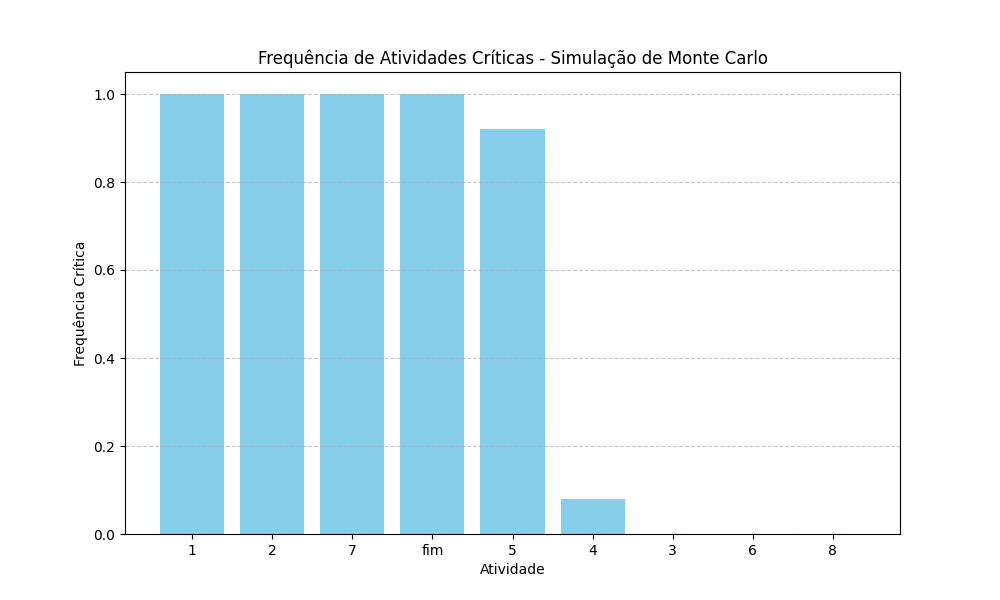 Frequência de Atividades Críticas - Simulação de Monte Carlo
Frequência Crítica
1.0
0.8
0.6
0.4
0.2
0.0
1 2 7 fim 5 4 3 6 8
Atividade